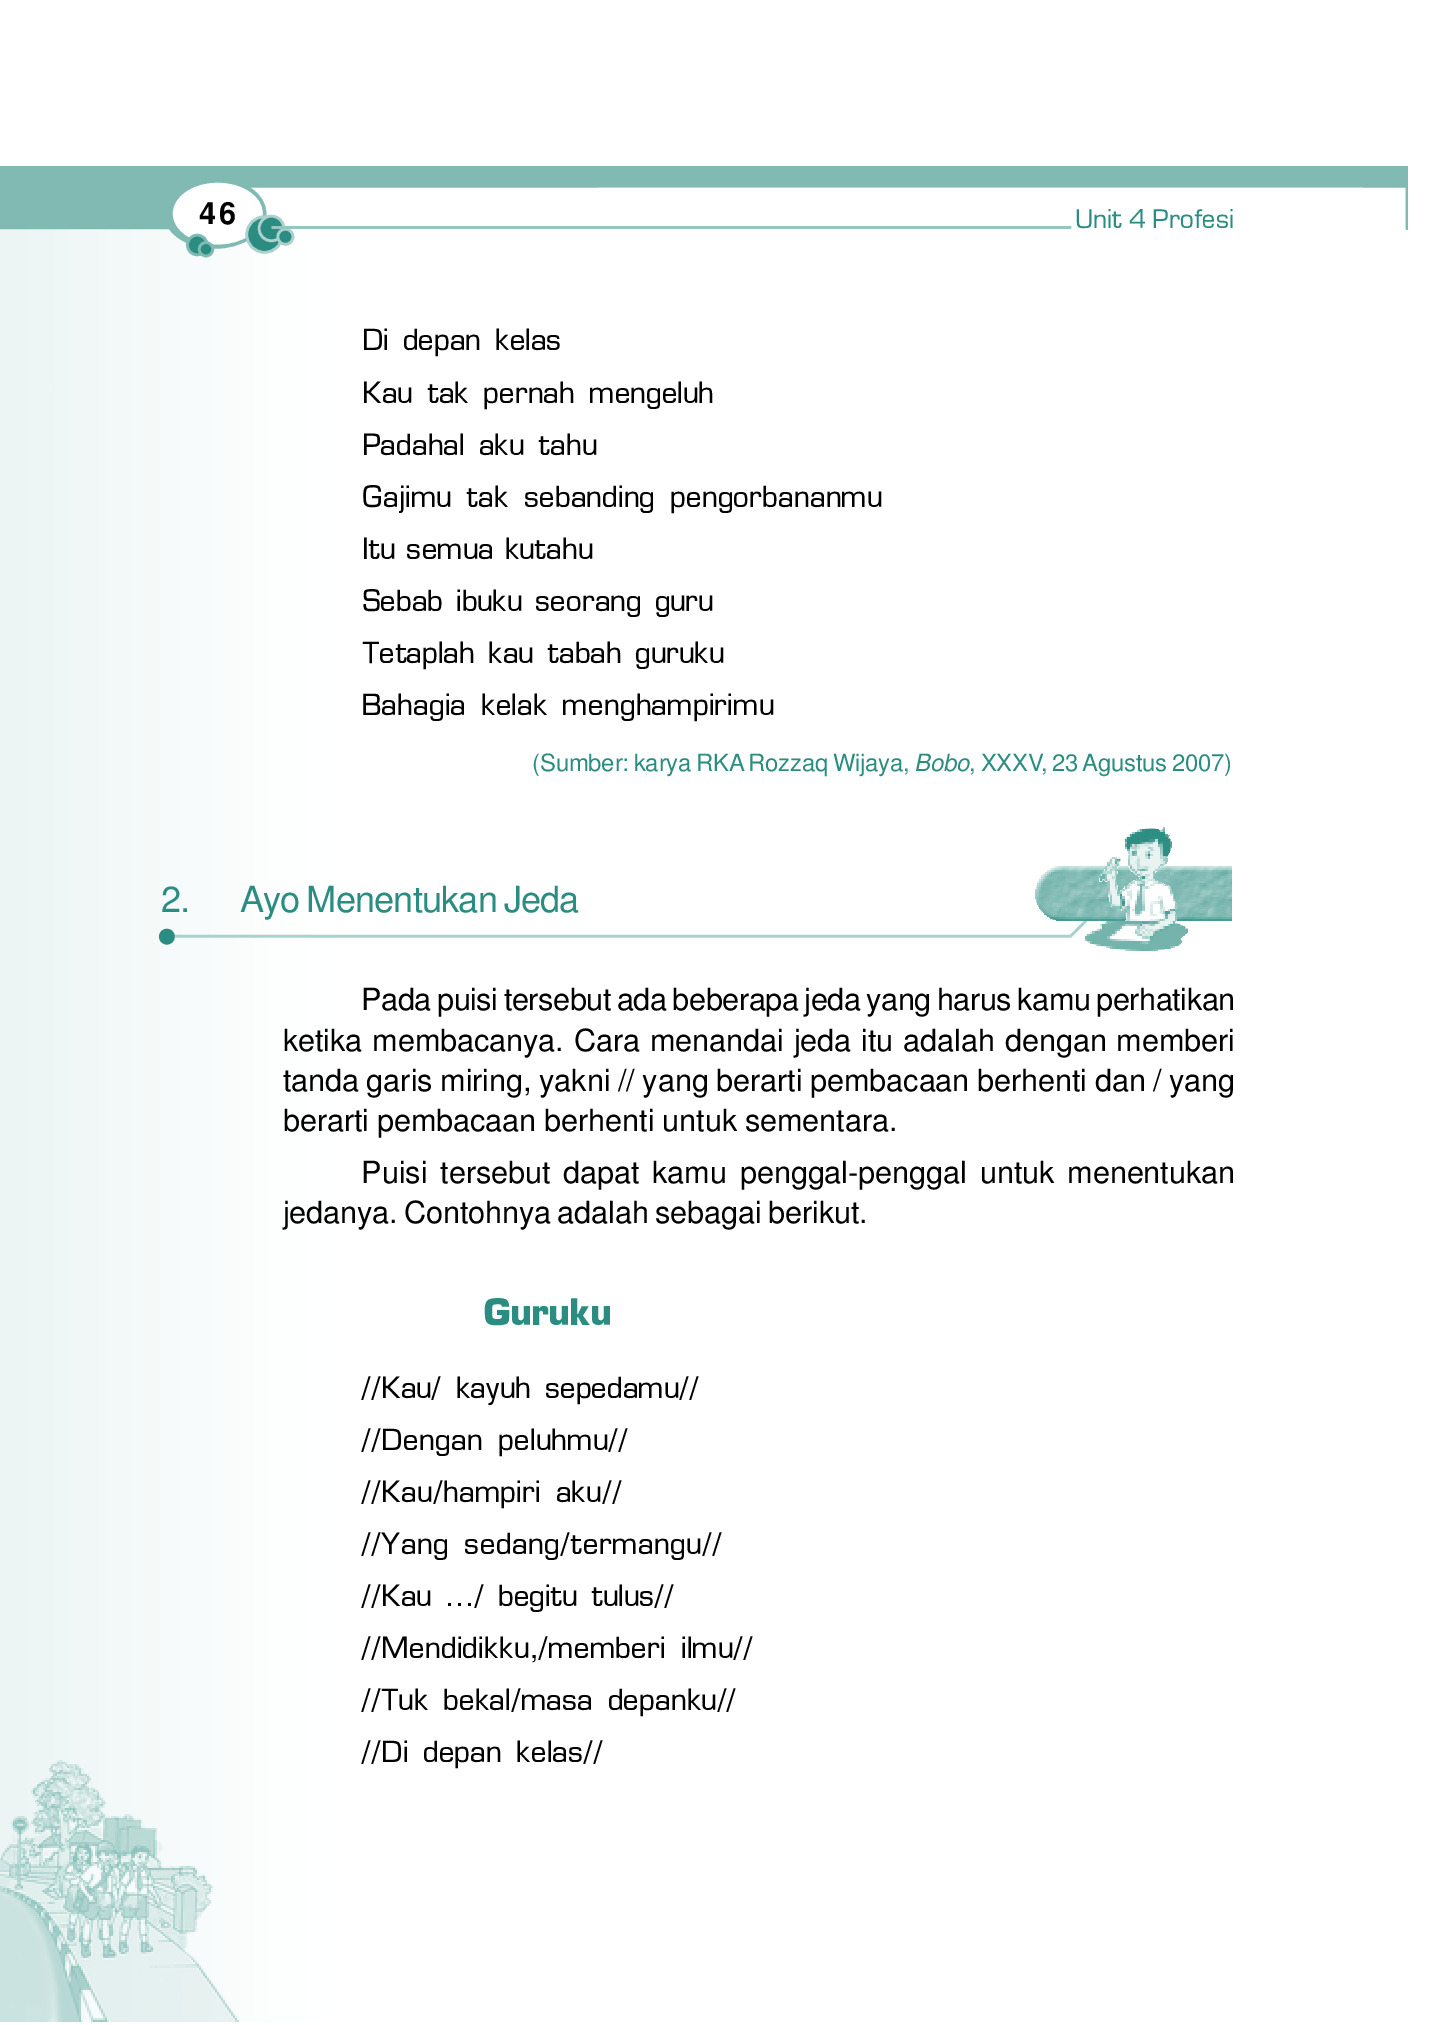 46
Unit 4 Profesi
Di depan kelas
Kau tak pernah mengeluh
Padahal aku tahu
Gajimu tak sebanding pengorbananmu
Itu semua kutahu
Sebab ibuku seorang guru
Tetaplah kau tabah guruku
Bahagia kelak menghampirimu
(Sumber: karya RKA Rozzaq Wijaya, Bobo, XXXV, 23 Agustus 2007)
2. Ayo Menentukan Jeda
Pada puisi tersebut ada beberapa jeda yang harus kamu perhatikan
ketika membacanya. Cara menandai jeda itu adalah dengan memberi
tanda garis miring, yakni // yang berarti pembacaan berhenti dan / yang
berarti pembacaan berhenti untuk sementara.
Puisi tersebut dapat kamu penggal-penggal untuk menentukan
jedanya. Contohnya adalah sebagai berikut.
Guruku
//Kau/ kayuh sepedamu//
//Dengan peluhmu//
//Kau/hampiri aku//
//Yang sedang/termangu//
//Kau .../ begitu tulus//
//Mendidikku,/memberi ilmu//
//Tuk bekal/masa depanku//
//Di depan kelas//